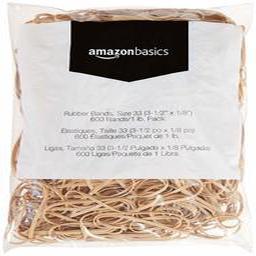 amazonbasics
Rubber Bands, Size 33 (3-1/2" x 1/8")
600 Bands/1 lb. Pack
Élastiques, Taille 33 (3-1/2 po x 1/8 po)
600 Élastiques/Paquet de 1 lb.
Ligas, Tamaño 33 (3-1/2 Pulgada x 1/8 Pulgada)
600 Ligas/Paquete de 1 Libra.